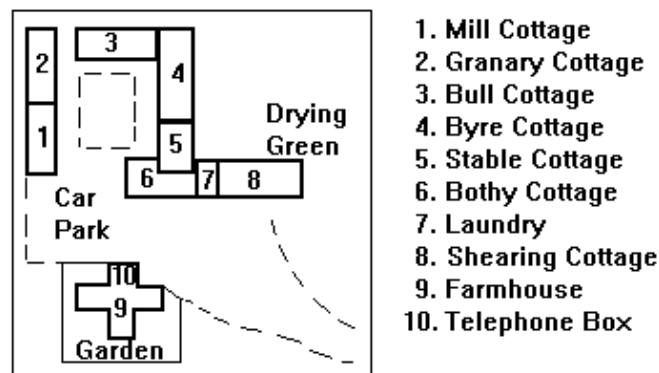 3
2
4
1
5
Drying
Green
6
7
8
Car
Park
10
9
Garden
1. Mill Cottage
2. Granary Cottage
3. Bull Cottage
4. Byre Cottage
5. Stable Cottage
6. Bothy Cottage
7. Laundry
8. Shearing Cottage
9. Farmhouse
10. Telephone Box